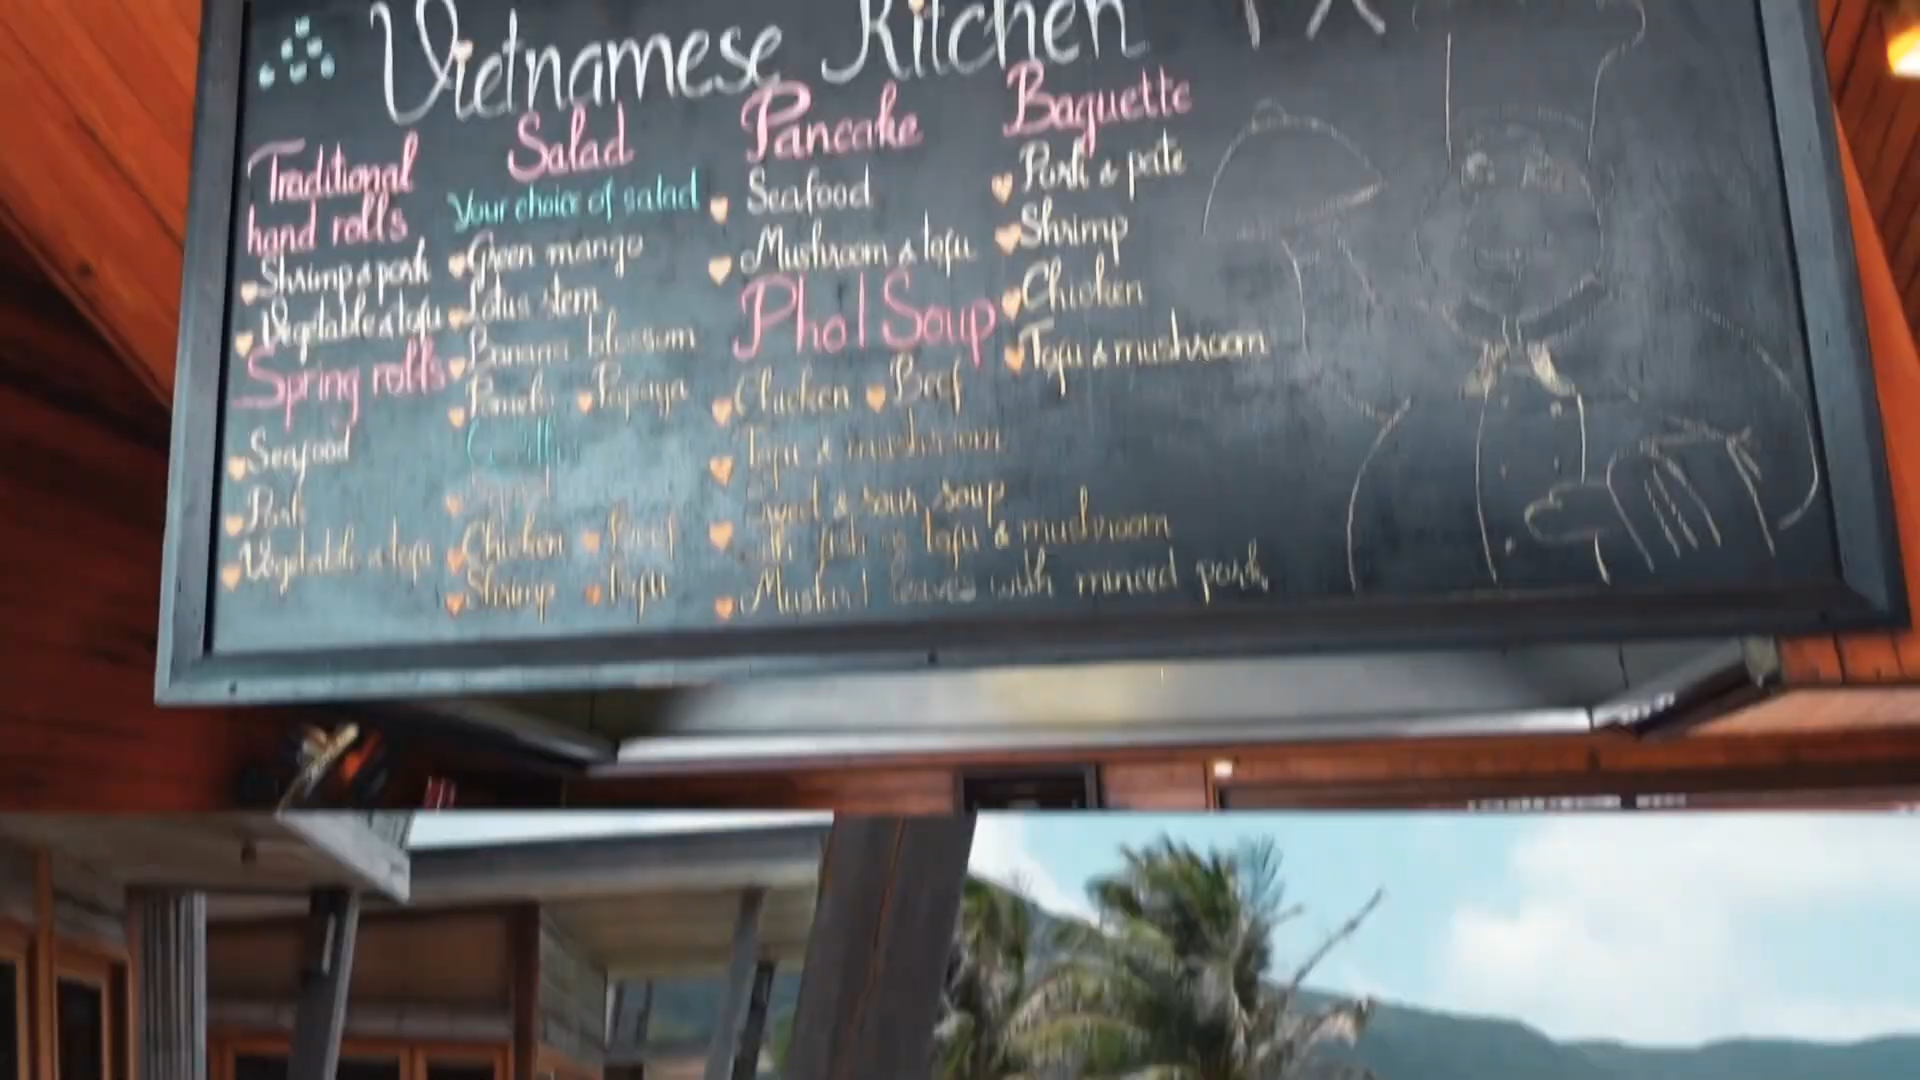 Vietnamese Kitchen
Traditional
hand rolls
Shrimp & pork
Vegetable & tofu
Spring rolls
Seafood
Pork
Vegetable & tofu
Salad
Your choice of salad
Green mango
Lotus stem
Banana blossom
Pomelo Papaya
Chicken Beef
Shrimp Tofu
Pancake
Seafood
Mushroom & tofu
Pho | Soup
Chicken Beef
Tofu & mushroom
& sour soup
fish or tofu & mushroom
Mustard leaves with minced pork
Baguette
Pork & pate
Shrimp
Chicken
Tofu & mushroom